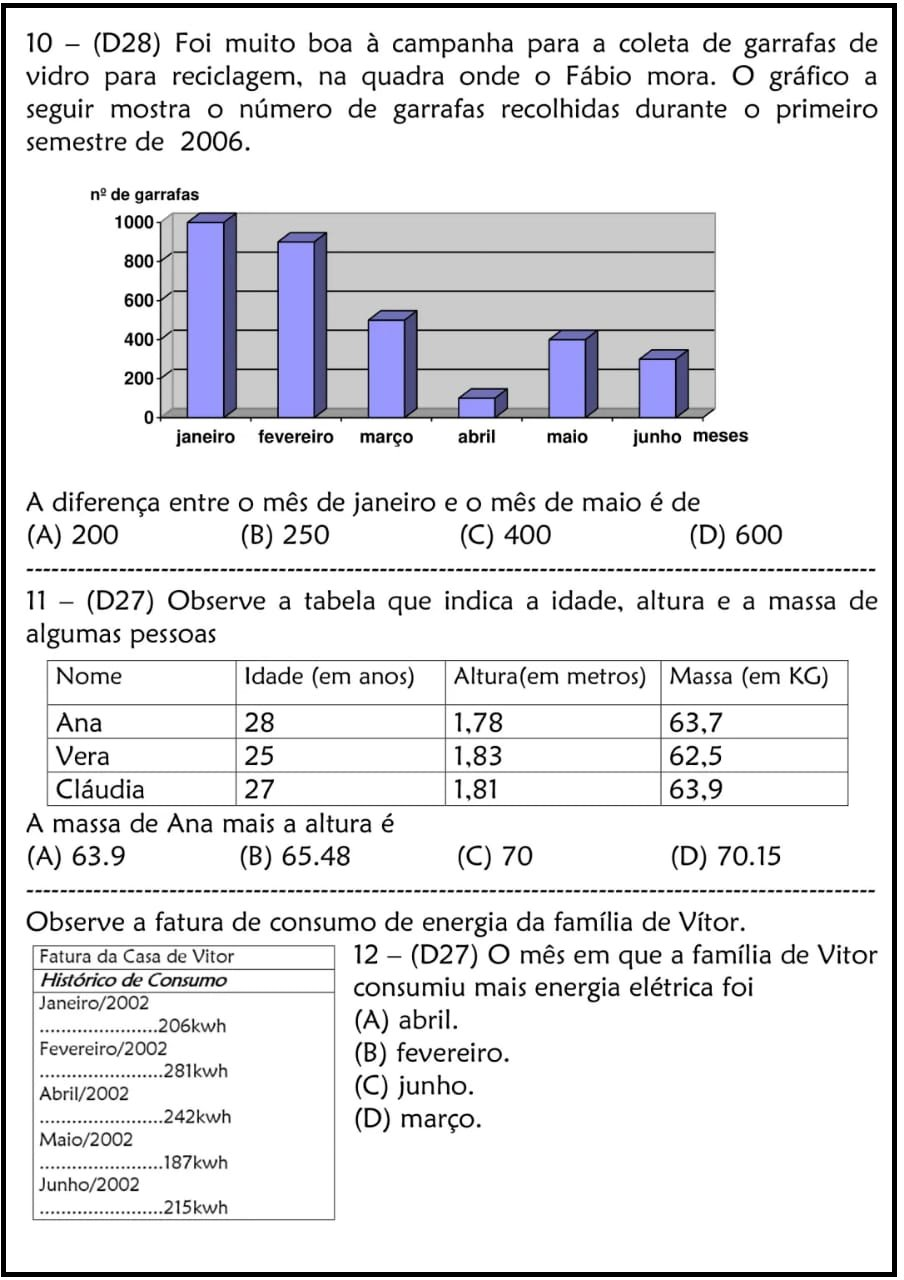 10 – (D28) Foi muito boa à campanha para a coleta de garrafas de
vidro para reciclagem, na quadra onde o Fábio mora. O gráfico a
seguir mostra o número de garrafas recolhidas durante o primeiro
semestre de 2006.
nº de garrafas
1000
800
600
400
200
0
janeiro fevereiro março abril maio junho meses
A diferença entre o mês de janeiro e o mês de maio é de
(A) 200 (B) 250 (C) 400 (D) 600
11 – (D27) Observe a tabela que indica a idade, altura e a massa de
algumas pessoas
Nome Idade (em anos) Altura(em metros) Massa (em KG)
Ana 28 1,78 63,7
Vera 25 1,83 62,5
Cláudia 27 1,81 63,9
A massa de Ana mais a altura é
(A) 63.9 (B) 65.48 (C) 70 (D) 70.15
Observe a fatura de consumo de energia da família de Vítor.
Fatura da Casa de Vitor
Histórico de Consumo
Janeiro/2002
......................206kwh
Fevereiro/2002
.......................281kwh
Abril/2002
.......................242kwh
Maio/2002
.......................187kwh
Junho/2002
.......................215kwh
12 – (D27) O mês em que a família de Vitor
consumiu mais energia elétrica foi
(A) abril.
(B) fevereiro.
(C) junho.
(D) março.